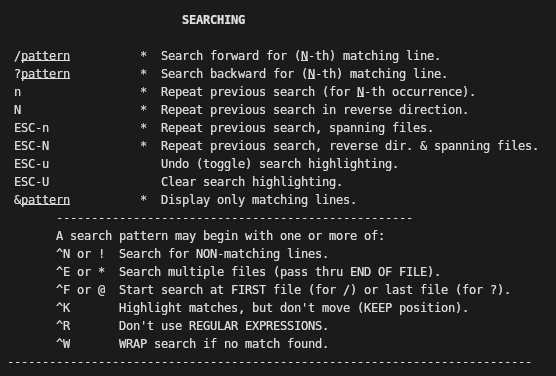 SEARCHING
/pattern * Search forward for (N-th) matching line.
?pattern * Search backward for (N-th) matching line.
n * Repeat previous search (for N-th occurrence).
N * Repeat previous search in reverse direction.
ESC-n * Repeat previous search, spanning files.
ESC-N * Repeat previous search, reverse dir. & spanning files.
ESC-u Undo (toggle) search highlighting.
ESC-U Clear search highlighting.
&pattern * Display only matching lines.
---------------------------------------------------
A search pattern may begin with one or more of:
^N or ! Search for NON-matching lines.
^E or * Search multiple files (pass thru END OF FILE).
^F or @ Start search at FIRST file (for /) or last file (for ?).
^K Highlight matches, but don't move (KEEP position).
^R Don't use REGULAR EXPRESSIONS.
^W WRAP search if no match found.
---------------------------------------------------------------------------